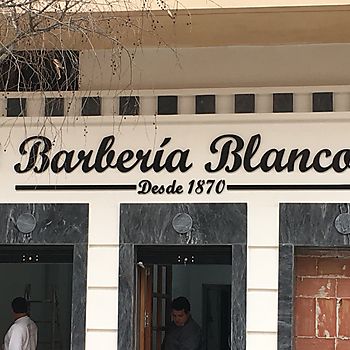 Barbería Blanco
Desde 1870